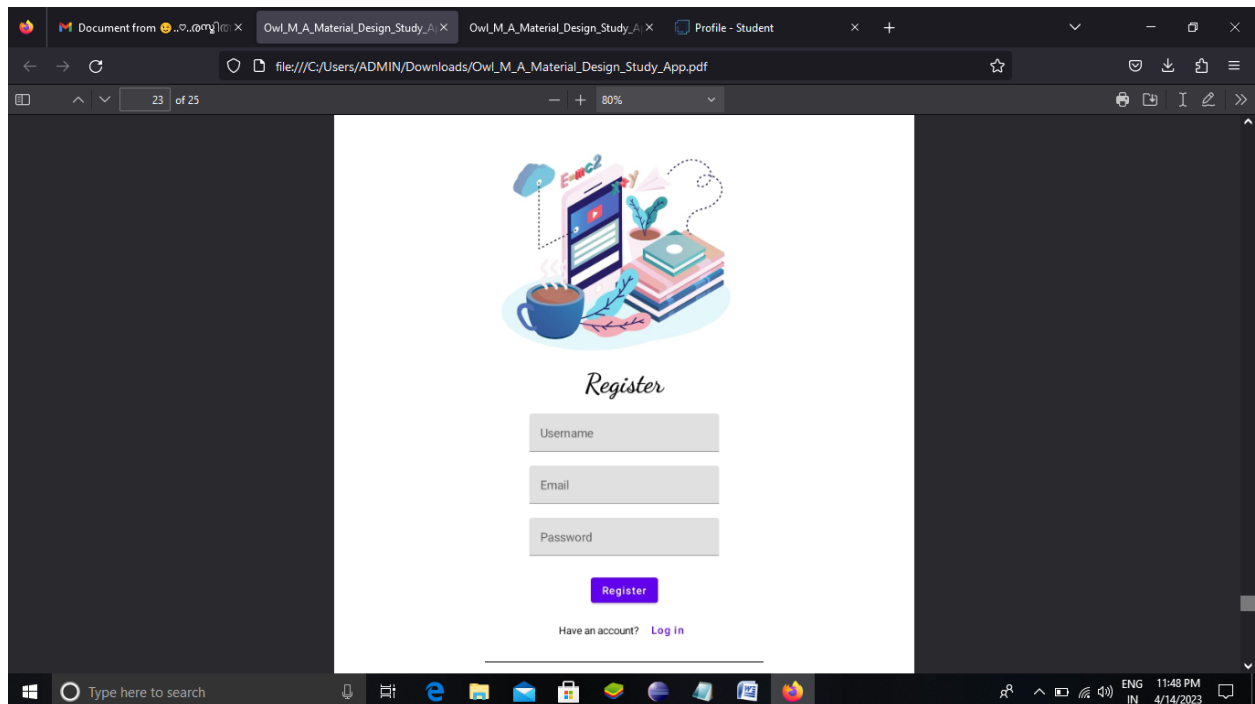 Document from 😉..♡..രസ്മിത
Owl_M_A_Material_Design_Study_A
Owl_M_A_Material_Design_Study_A
Profile - Student
file:///C:/Users/ADMIN/Downloads/Owl_M_A_Material_Design_Study_App.pdf
23 of 25
80%
E=mc2
Register
Username
Email
Password
Register
Have an account? Log in
Type here to search
ENG
IN
11:48 PM
4/14/2023